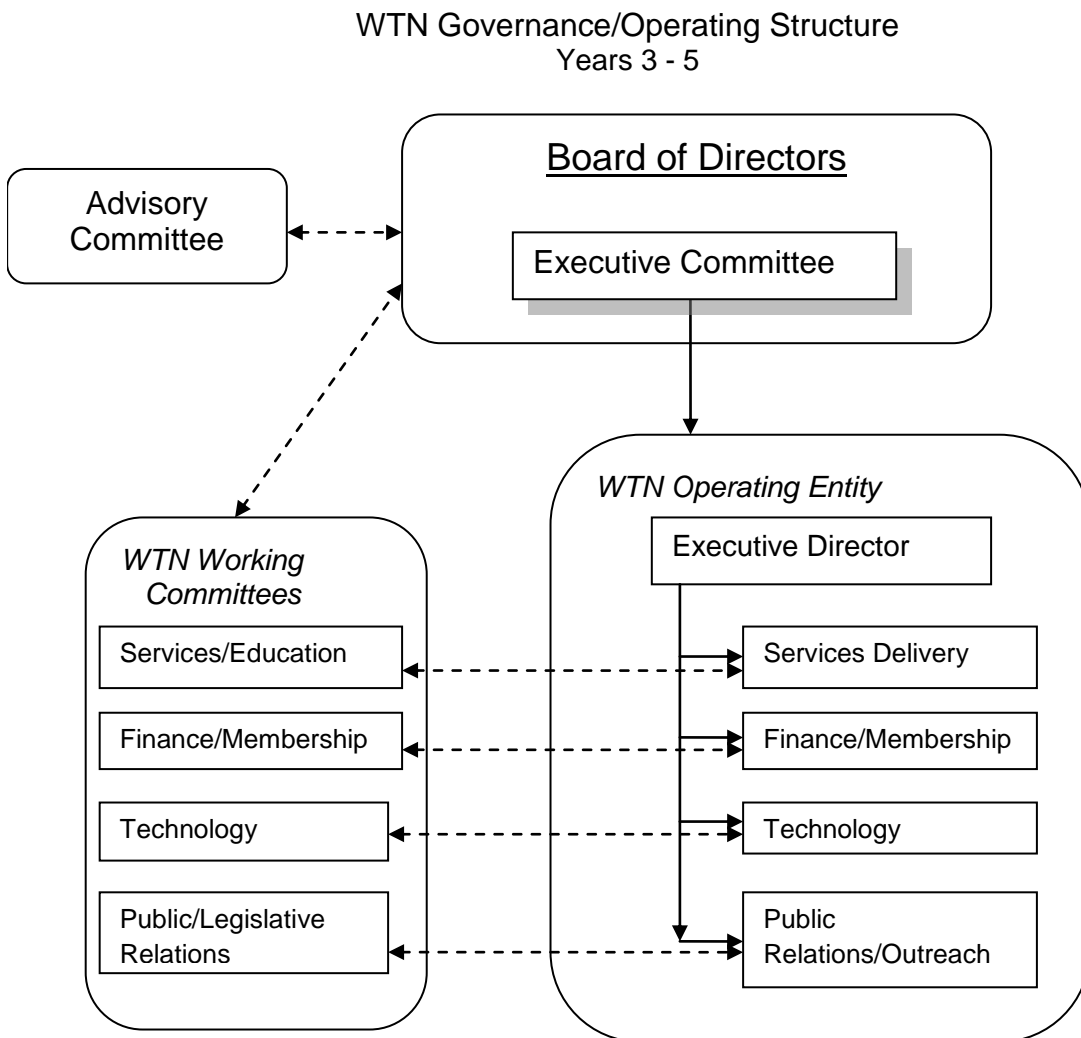 WTN Governance/Operating Structure
Years 3 - 5
Board of Directors
Advisory
Committee
Executive Committee
WTN Operating Entity
Executive Director
WTN Working
Committees
Services/Education
Services Delivery
Finance/Membership
Finance/Membership
Technology
Technology
Public/Legislative
Relations
Public
Relations/Outreach